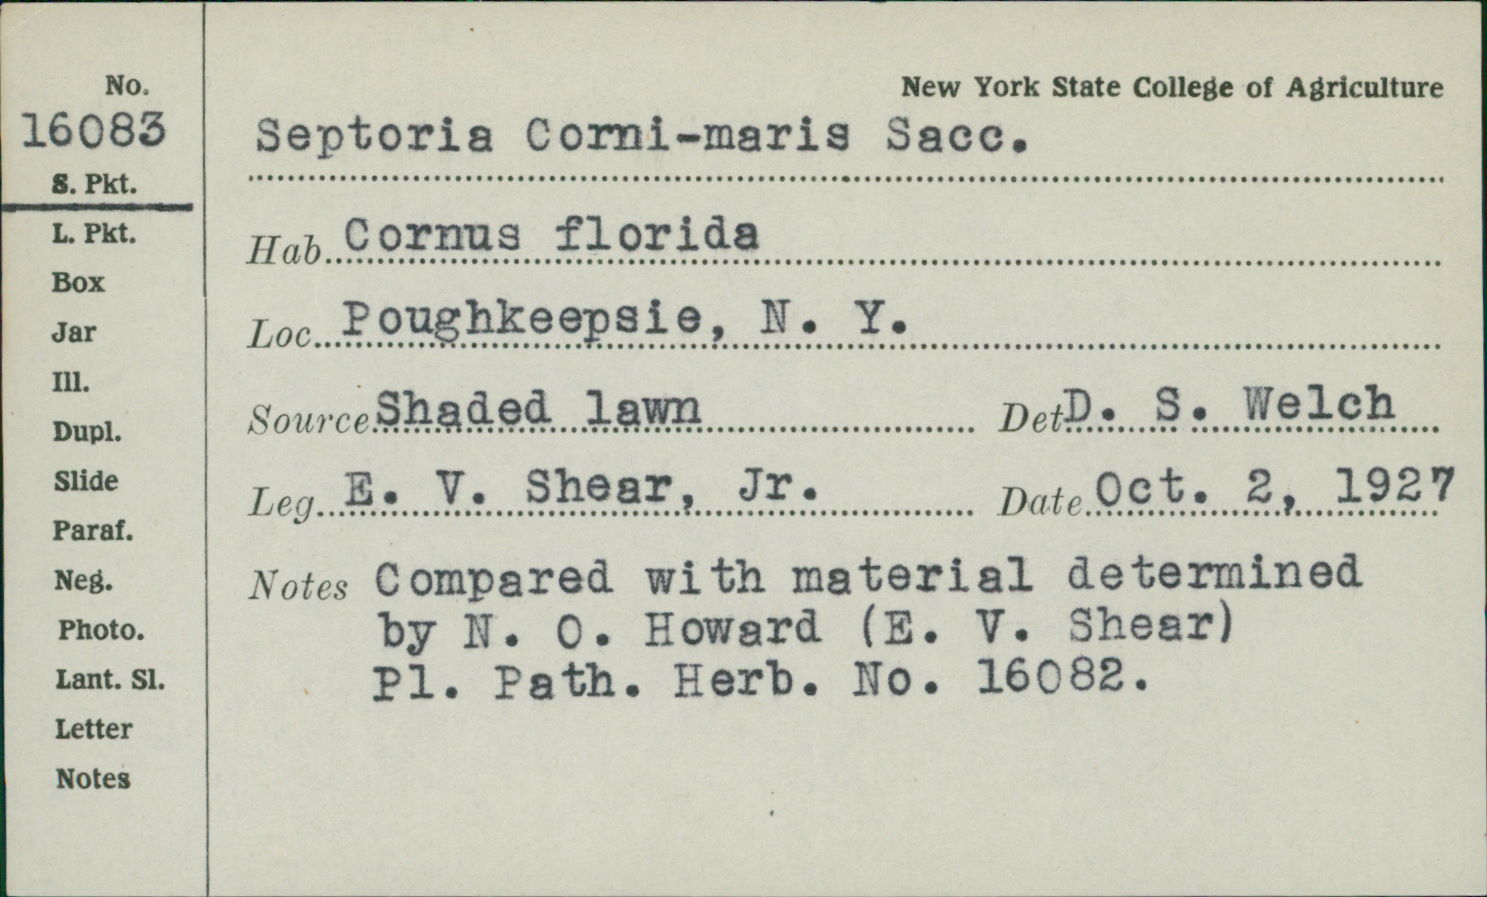 No.
16083
S. Pkt.
L. Pkt.
Box
Jar
Ill.
Dupl.
Slide
Paraf.
Neg.
Photo.
Lant. Sl.
Letter
Notes
New York State College of Agriculture
Septoria Corni-maris Sacc.
Hab. Cornus florida
Loc. Poughkeepsie, N. Y.
Source Shaded lawn Det D. S. Welch
Leg. E. V. Shear, Jr. Date Oct. 2, 1927
Notes Compared with material determined
by N. O. Howard (E. V. Shear)
Pl. Path. Herb. No. 16082.